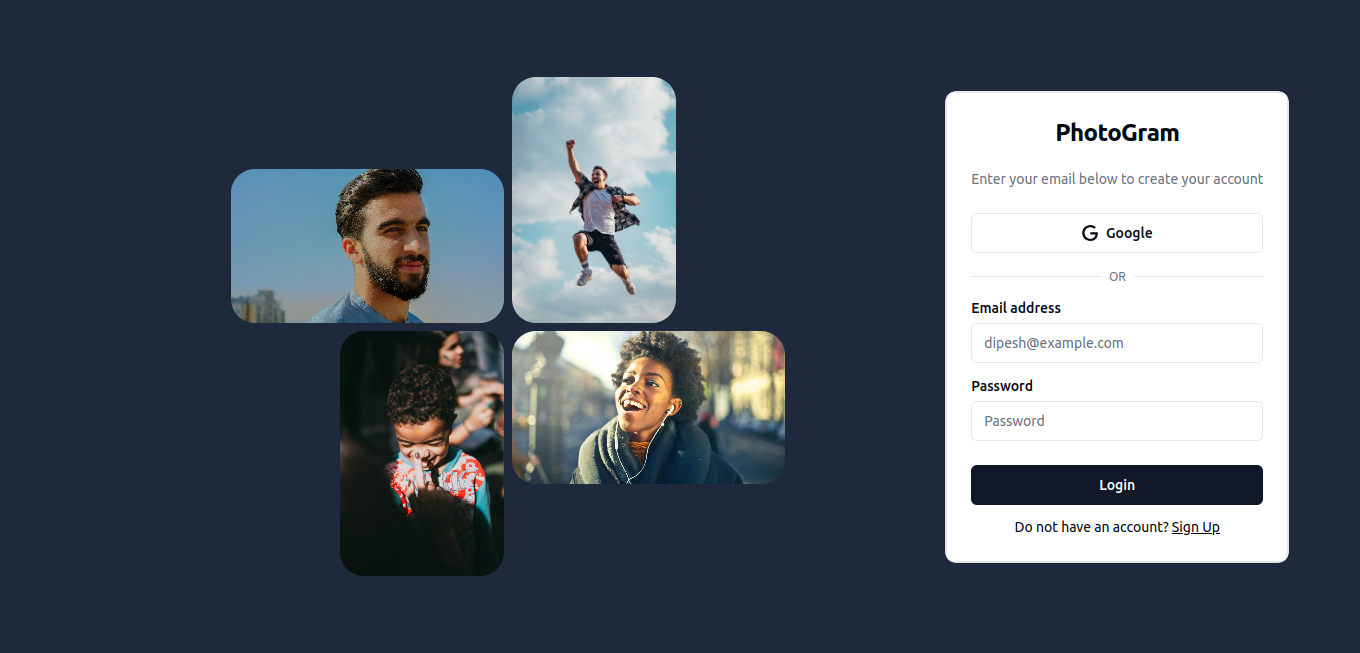 PhotoGram
Enter your email below to create your account
Google
OR
Email address
dipesh@example.com
Password
Password
Login
Do not have an account? Sign Up